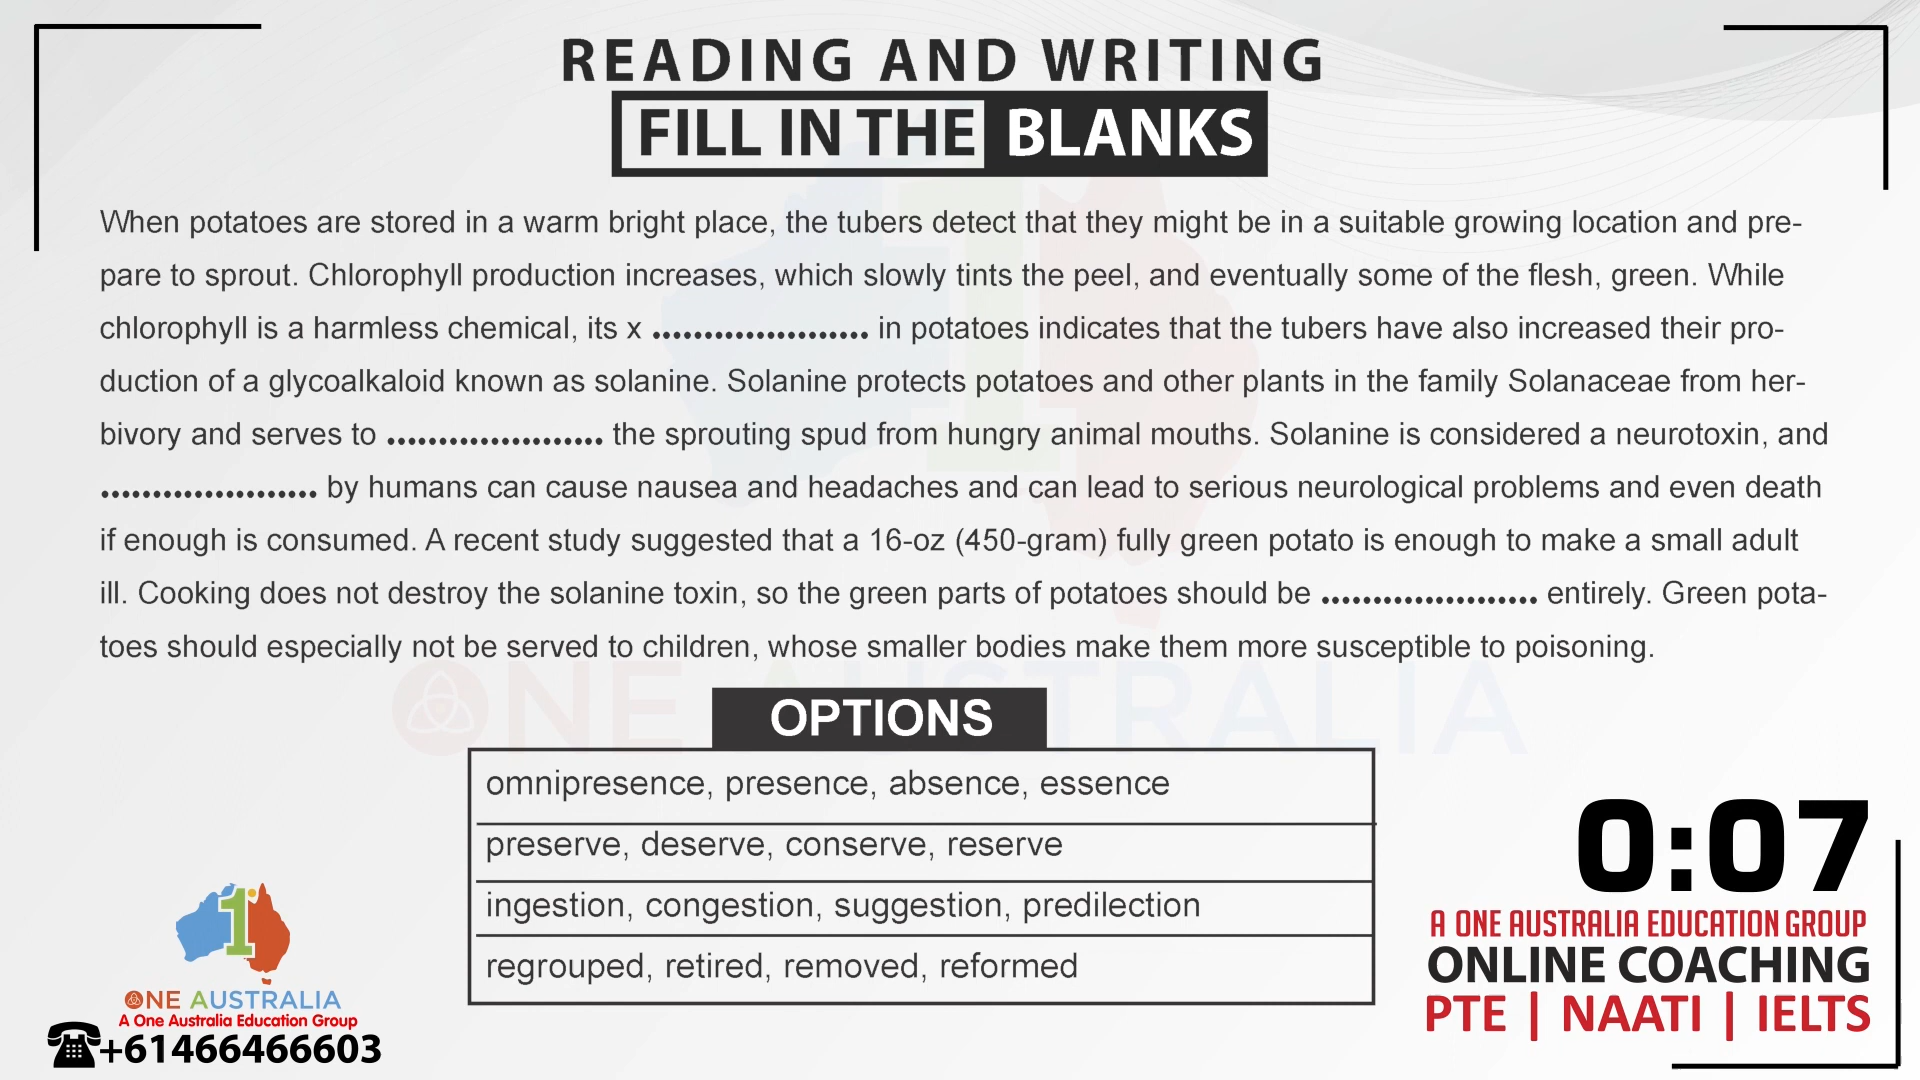 READING AND WRITING
FILL IN THE BLANKS
When potatoes are stored in a warm bright place, the tubers detect that they might be in a suitable growing location and pre-
pare to sprout. Chlorophyll production increases, which slowly tints the peel, and eventually some of the flesh, green. While
chlorophyll is a harmless chemical, its x ..................... in potatoes indicates that the tubers have also increased their pro-
duction of a glycoalkaloid known as solanine. Solanine protects potatoes and other plants in the family Solanaceae from her-
bivory and serves to ..................... the sprouting spud from hungry animal mouths. Solanine is considered a neurotoxin, and
..................... by humans can cause nausea and headaches and can lead to serious neurological problems and even death
if enough is consumed. A recent study suggested that a 16-oz (450-gram) fully green potato is enough to make a small adult
ill. Cooking does not destroy the solanine toxin, so the green parts of potatoes should be ..................... entirely. Green pota-
toes should especially not be served to children, whose smaller bodies make them more susceptible to poisoning.
ONE AUSTRALIA
OPTIONS
omnipresence, presence, absence, essence
preserve, deserve, conserve, reserve
ingestion, congestion, suggestion, predilection
regrouped, retired, removed, reformed
1
ONE AUSTRALIA
A One Australia Education Group
+61466466603
0:07
A ONE AUSTRALIA EDUCATION GROUP
ONLINE COACHING
PTE | NAATI | IELTS